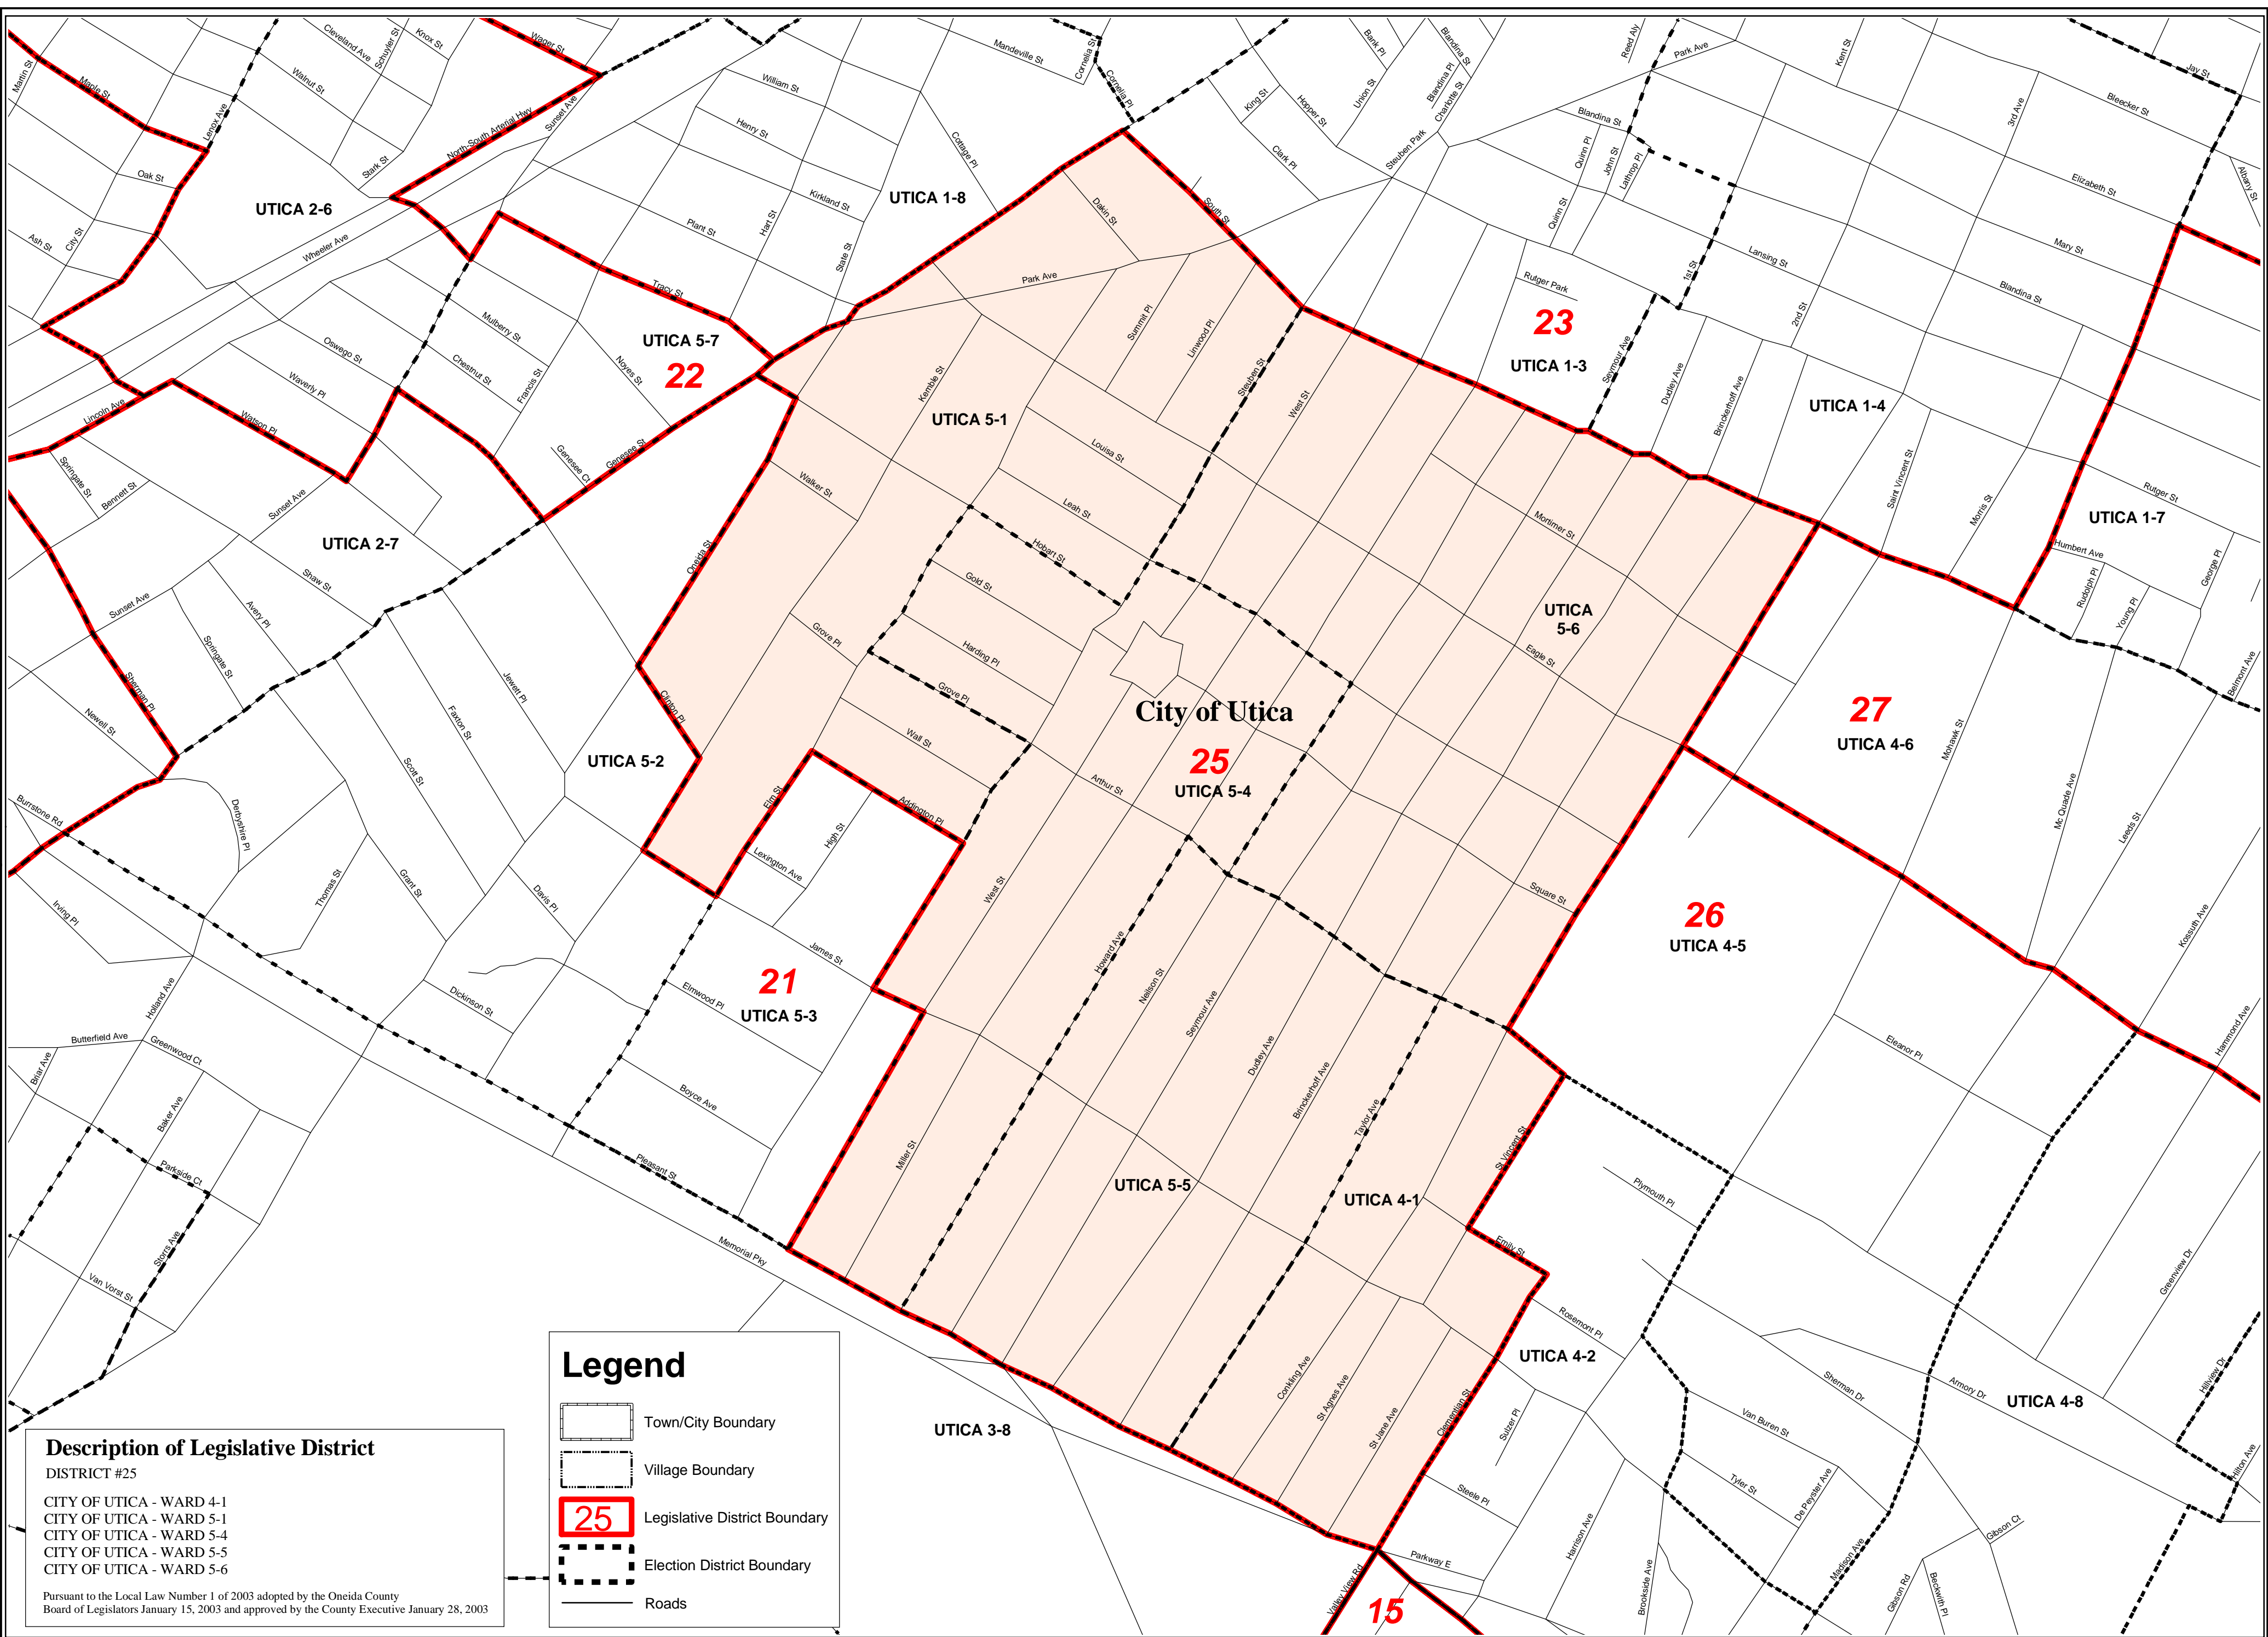 Cleveland Ave
Schuyler St
Knox St
Wager St
Mandeville St
Cornelia St
Cornelia Pl
Bank Pl
Blandina St
Reed Aly
Park Ave
Kent St
Jay St
Martin St
Maple St
Walnut St
Lenox Ave
North-South Arterial Hwy
Sunset Ave
William St
Henry St
Cottage Pl
King St
Hopper St
Union St
Blandina Pl
Charlotte St
Blandina St
3rd Ave
Bleecker St
Oak St
Stark St
Clark Pl
Steuben Park
Quinn Pl
John St
Lathrop Pl
Elizabeth St
Albany St
UTICA 2-6
Kirkland St
UTICA 1-8
Dakin St
South St
Quinn St
Ash St
City St
Wheeler Ave
Plant St
Hart St
State St
Lansing St
Mary St
Park Ave
Rutger Park
1st St
Blandina St
Tracy St
23
Mulberry St
UTICA 5-7
Summit Pl
Linwood Pl
2nd St
Oswego St
Chestnut St
Noyes St
22
UTICA 1-3
Seymour Ave
Waverly Pl
Francis St
Kemble St
Steuben St
Dudley Ave
Brinckerhoff Ave
UTICA 1-4
Lincoln Ave
Watson Pl
UTICA 5-1
West St
Genesee Ct
Genesee St
Louisa St
Springate St
Bennett St
Walker St
Saint Vincent St
Rutger St
Sunset Ave
Leah St
Mortimer St
Morris St
UTICA 1-7
UTICA 2-7
Oneida St
Hobart St
Humbert Ave
George Pl
Shaw St
Gold St
Rudolph Pl
Young Pl
Sunset Ave
Avery Pl
UTICA
5-6
Springate St
Grove Pl
Harding Pl
Eagle St
Belmont Ave
Sherman Pl
Jewett Pl
Clinton Pl
Grove Pl
City of Utica
27
Newell St
Faxton St
Wall St
UTICA 4-6
Mohawk St
UTICA 5-2
25
Scott St
Arthur St
UTICA 5-4
Elm St
Addington Pl
Mc Quade Ave
Leeds St
Burrstone Rd
Derbyshire Pl
High St
Lexington Ave
Thomas St
Grant St
Davis Pl
West St
Square St
26
Kossuth Ave
Irving Pl
UTICA 4-5
James St
Howard Ave
21
Neilson St
Holland Ave
Dickinson St
Elmwood Pl
UTICA 5-3
Seymour Ave
Hammond Ave
Butterfield Ave
Greenwood Ct
Dudley Ave
Eleanor Pl
Briar Ave
Baker Ave
Boyce Ave
Brinckerhoff Ave
Taylor Ave
Parkside Ct
Pleasant St
Miller St
St Vincent St
UTICA 5-5
UTICA 4-1
Plymouth Pl
Storrs Ave
Memorial Pky
Emily St
Van Vorst St
Greenview Dr
Rosemont Pl
UTICA 4-2
Conkling Ave
St Agnes Ave
St Jane Ave
Clementian St
Sulzer Pl
Sherman Dr
Armory Dr
Hillview Dr
UTICA 4-8
Van Buren St
UTICA 3-8
Tyler St
De Peyster Ave
Hilton Ave
Steele Pl
Harrison Ave
Gibson Ct
Parkway E
Brookside Ave
Madison Ave
Gibson Rd
Beckwith Pl
Valley View Rd
15
Description of Legislative District
DISTRICT #25
CITY OF UTICA - WARD 4-1
CITY OF UTICA - WARD 5-1
CITY OF UTICA - WARD 5-4
CITY OF UTICA - WARD 5-5
CITY OF UTICA - WARD 5-6
Pursuant to the Local Law Number 1 of 2003 adopted by the Oneida County
Board of Legislators January 15, 2003 and approved by the County Executive January 28, 2003
Legend
Town/City Boundary
Village Boundary
25
Legislative District Boundary
Election District Boundary
Roads